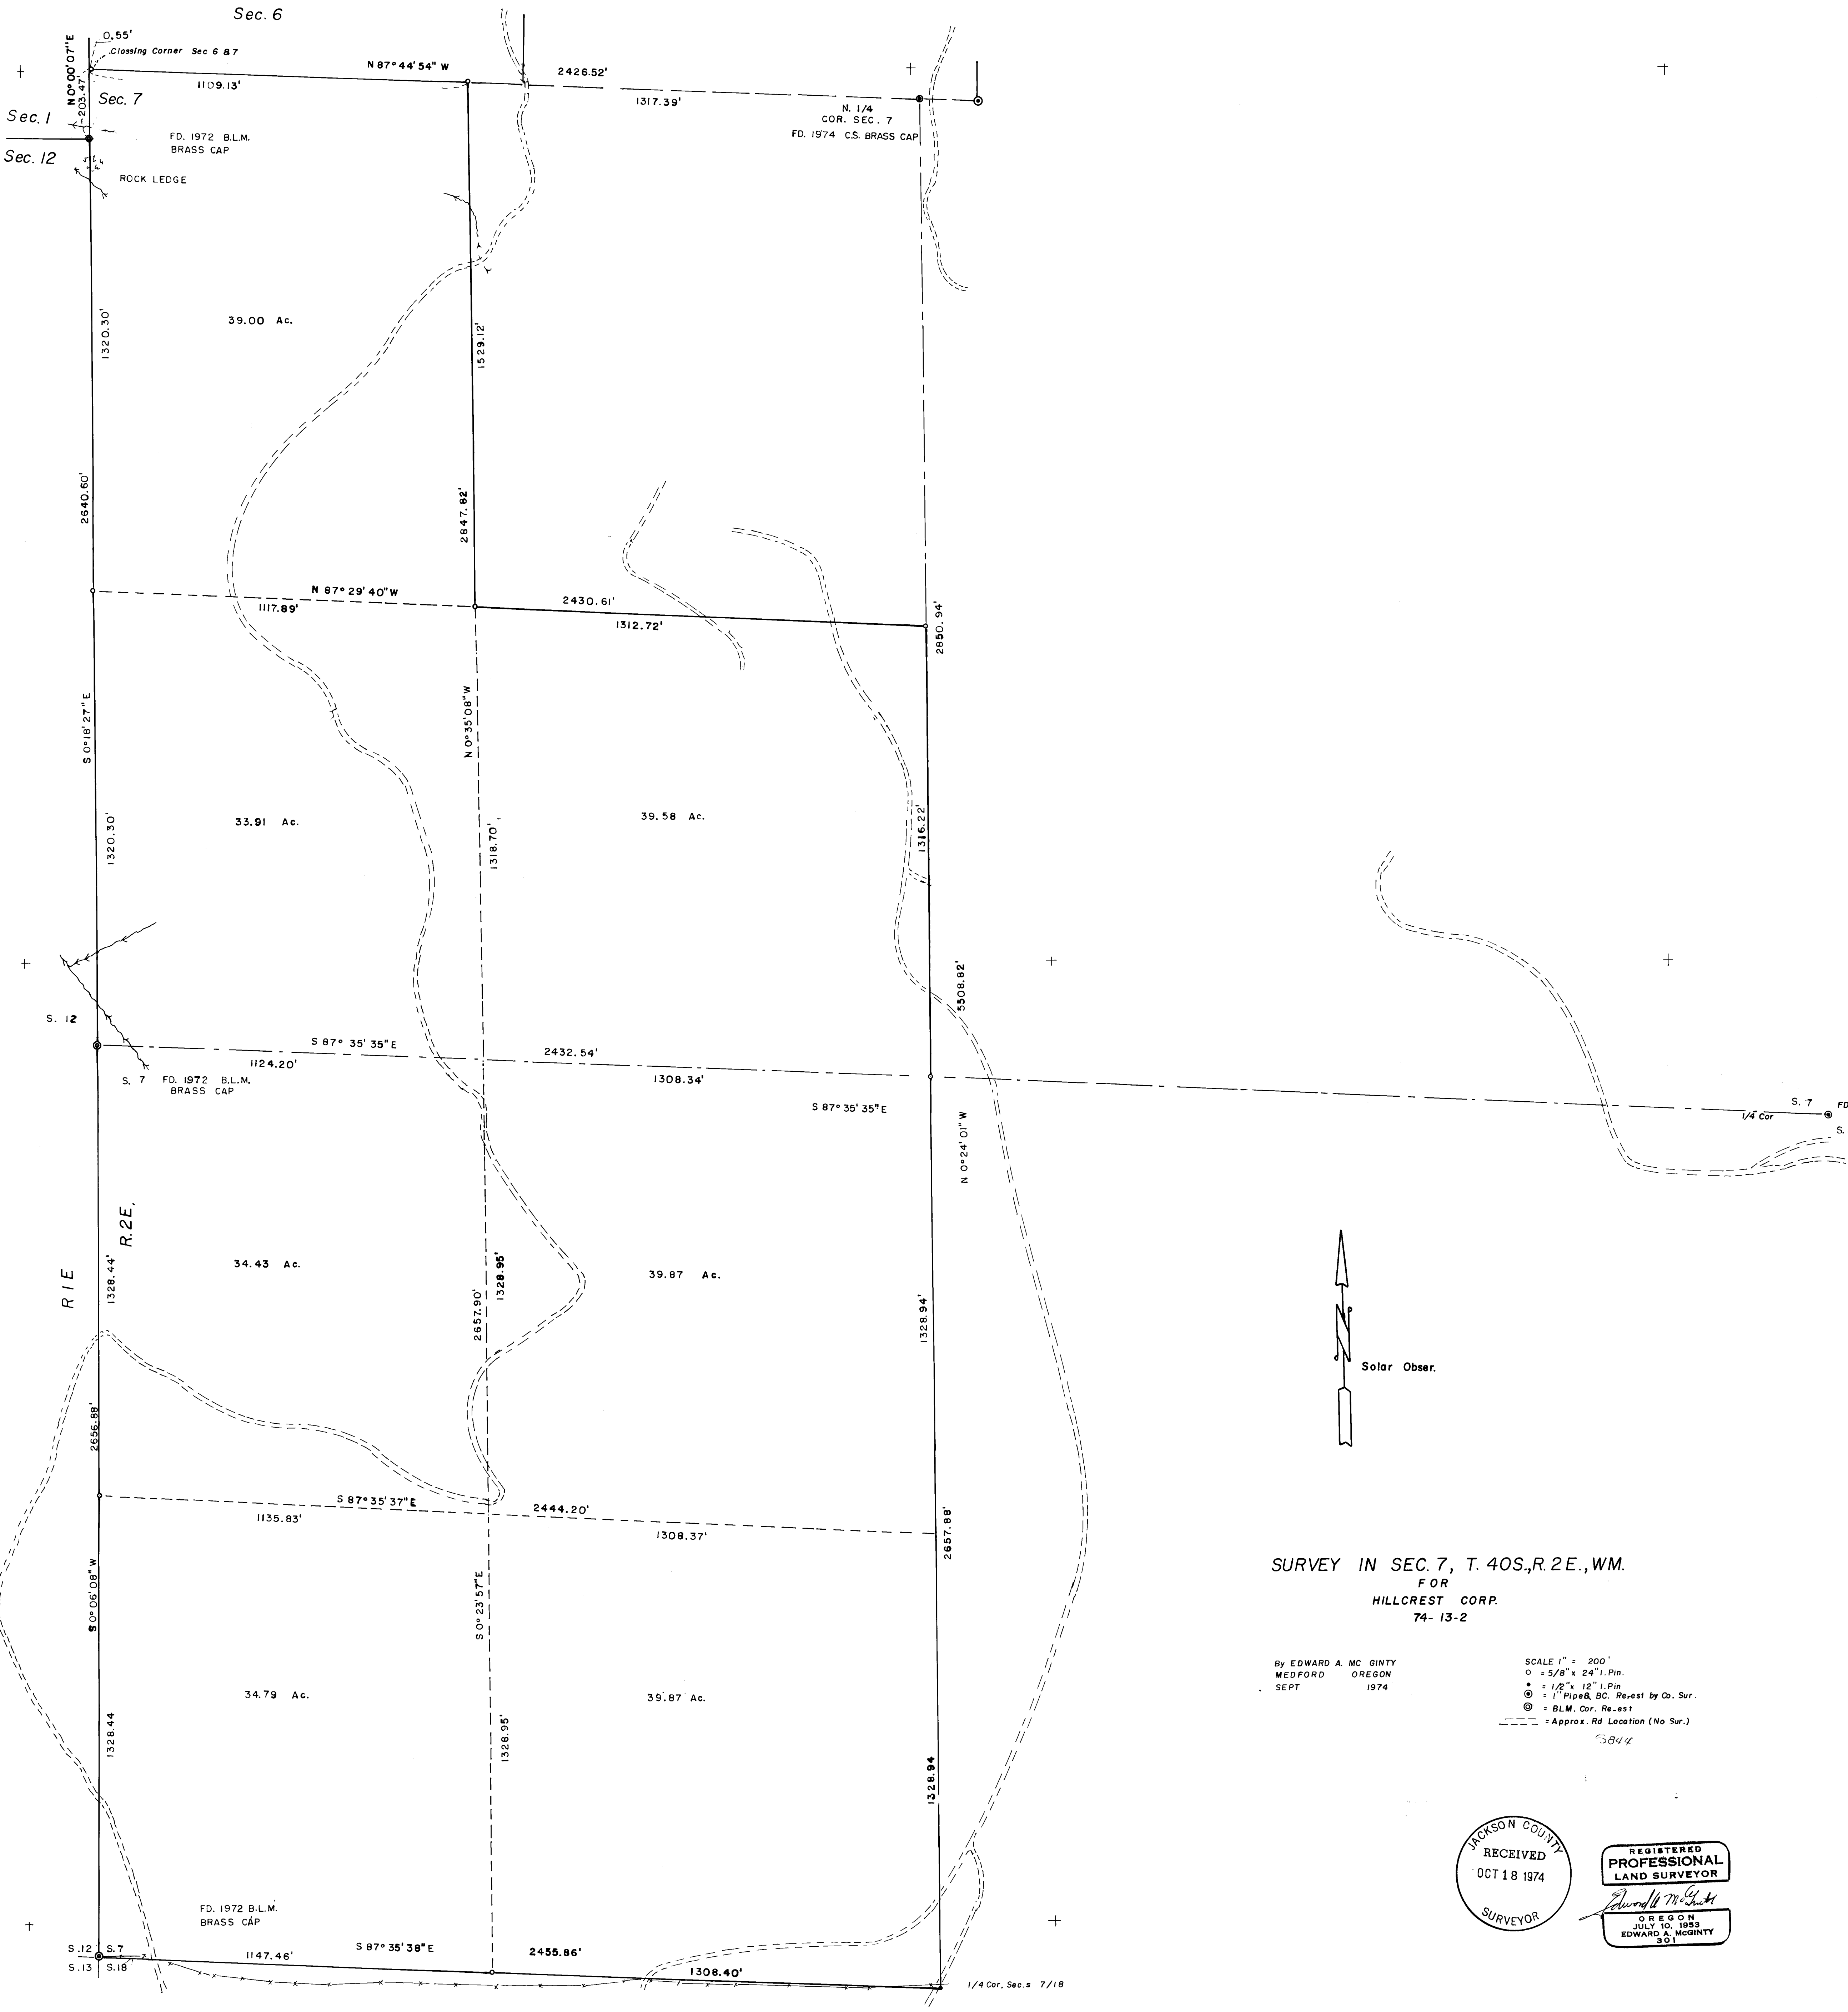 Sec. 6
0.55'
Clossing Corner Sec 6 & 7
N 0° 00' 07" E
203.47'
N 87° 44' 54" W
2426.52'
1109.13'
1317.39'
Sec. 7
Sec. 1
Sec. 12
N. 1/4
COR. SEC. 7
FD. 1974 C.S. BRASS CAP
FD. 1972 B.L.M.
BRASS CAP
ROCK LEDGE
1320.30'
39.00 Ac.
1529.12'
2640.60'
2847.82'
N 87° 29' 40" W
2430.61'
1117.89'
1312.72'
2850.94'
S 0° 18' 27" E
N 0° 35' 08" W
1320.30'
33.91 Ac.
1318.70'
39.58 Ac.
1316.22'
5508.82'
S. 12
S 87° 35' 35" E
2432.54'
1124.20'
1308.34'
S. 7 FD. 1972 B.L.M.
BRASS CAP
S 87° 35' 35" E
N 0° 24' 01" W
1/4 Cor
S. 7
FD
S.
R 1 E
R. 2 E.
1328.44'
34.43 Ac.
1328.95'
39.87 Ac.
2657.90'
1328.94'
Solar Obser.
2656.88'
S 87° 35' 37" E
2444.20'
1135.83'
1308.37'
2657.88'
S 0° 06' 08" W
S 0° 23' 57" E
SURVEY IN SEC. 7, T. 40S., R. 2 E., WM.
FOR
HILLCREST CORP.
74-13-2
By EDWARD A. MC GINTY
MEDFORD OREGON
SEPT 1974
SCALE 1" = 200'
= 5/8" x 24" I. Pin.
= 1/2" x 12" I. Pin
= 1" Pipe & BC. Re-est by Co. Sur.
= BLM. Cor. Re-est
= Approx. Rd Location (No Sur.)
5844
34.79 Ac.
39.87 Ac.
1328.44
1328.95'
1328.94
JACKSON COUNTY
RECEIVED
OCT 18 1974
SURVEYOR
REGISTERED
PROFESSIONAL
LAND SURVEYOR
Edward A McGinty
OREGON
JULY 10, 1953
EDWARD A. McGINTY
301
FD. 1972 B.L.M.
BRASS CAP
S. 12 S. 7
S. 13 S. 18
1147.46'
S 87° 35' 38" E
2455.86'
1308.40'
1/4 Cor. Sec.s 7/18